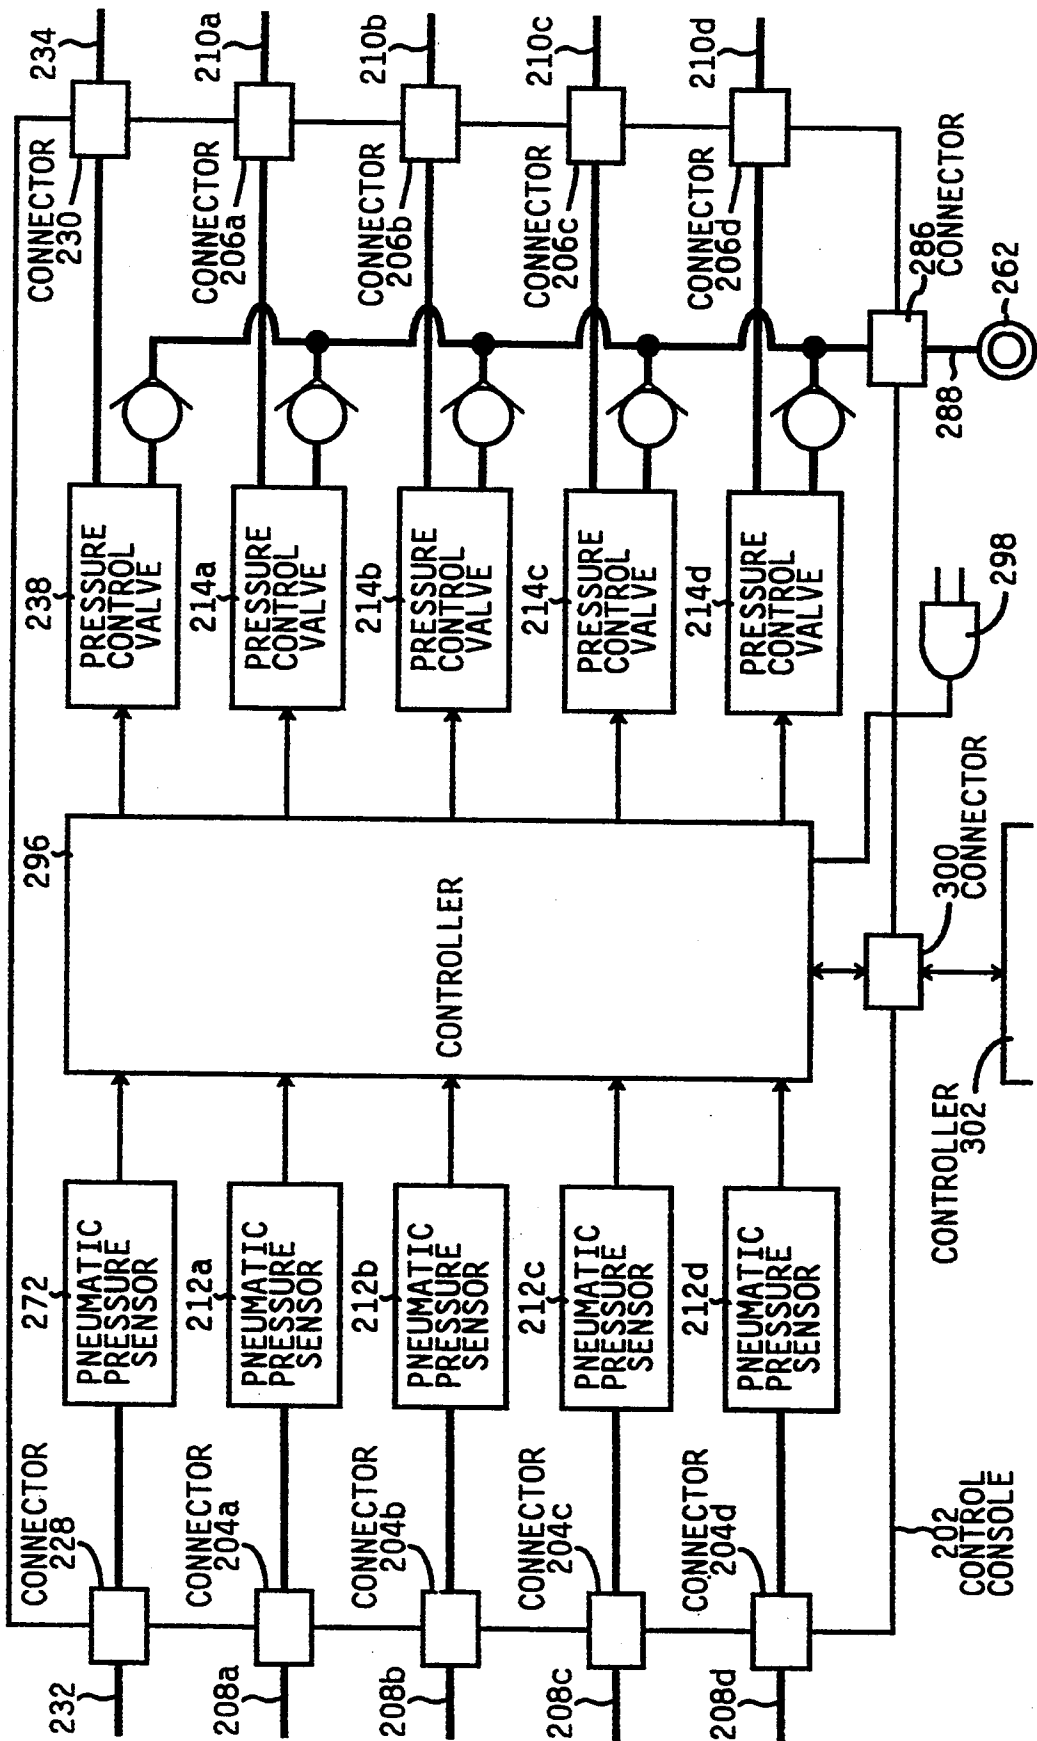 232
CONNECTOR
228
272
PNEUMATIC
PRESSURE
SENSOR
296
238
PRESSURE
CONTROL
VALVE
CONNECTOR
230
234
208a
CONNECTOR
204a
212a
PNEUMATIC
PRESSURE
SENSOR
214a
PRESSURE
CONTROL
VALVE
CONNECTOR
206a
210a
208b
CONNECTOR
204b
212b
PNEUMATIC
PRESSURE
SENSOR
CONTROLLER
214b
PRESSURE
CONTROL
VALVE
CONNECTOR
206b
210b
208c
CONNECTOR
204c
212c
PNEUMATIC
PRESSURE
SENSOR
214c
PRESSURE
CONTROL
VALVE
CONNECTOR
206c
210c
208d
CONNECTOR
204d
212d
PNEUMATIC
PRESSURE
SENSOR
214d
PRESSURE
CONTROL
VALVE
CONNECTOR
206d
210d
202
CONTROL
CONSOLE
CONTROLLER
302
300
CONNECTOR
298
288
286
CONNECTOR
262